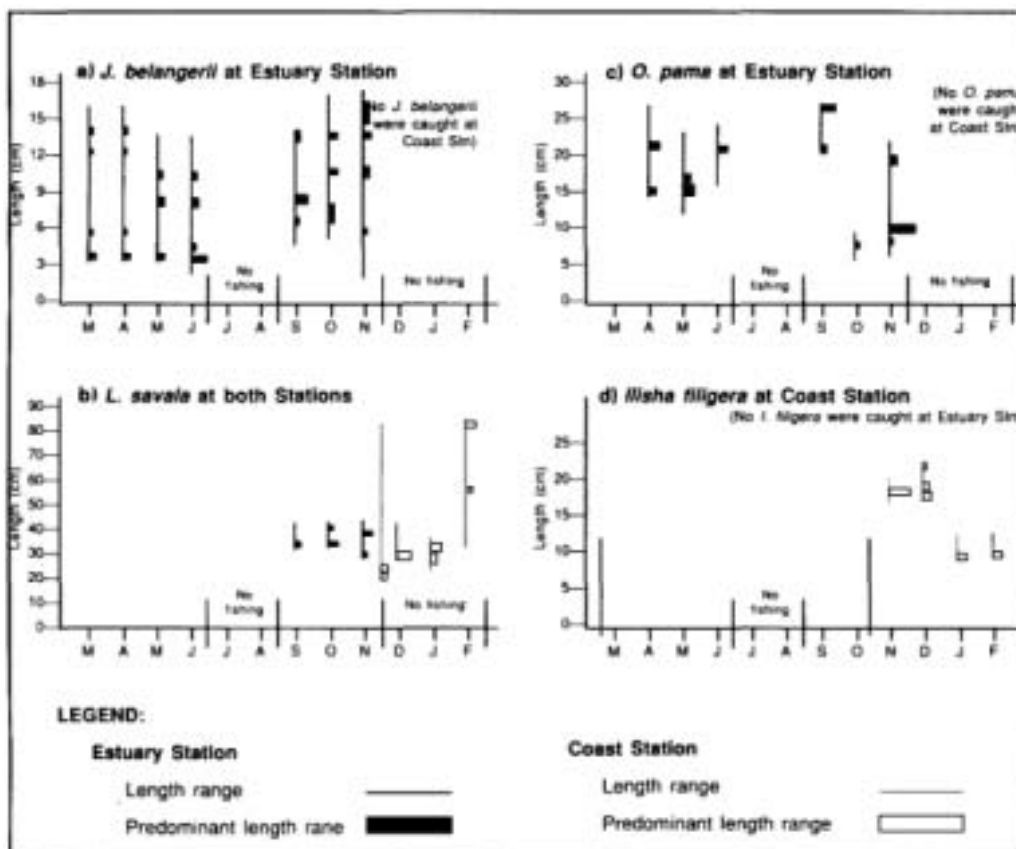 a) J. belangerii at Estuary Station
(No J. belangerii
were caught at
Coast Stn)
Length (cm)
18
15
12
9
6
3
0
No
fishing
No fishing
M A M J J A S O N D J F
c) O. pama at Estuary Station
(No O. pama
were caught
at Coast Stn)
Length (cm)
30
25
20
15
10
5
0
No
fishing
No fishing
M A M J J A S O N D J F
b) L. savala at both Stations
Length (cm)
90
80
70
60
50
40
30
20
10
0
No
fishing
No fishing
M A M J J A S O N D J F
d) Ilisha filigera at Coast Station
(No I. filigera were caught at Estuary Stn
Length (cm)
25
20
15
10
5
0
No
fishing
M A M J J A S O N D J F
LEGEND:
Estuary Station
Length range
Predominant length rane
Coast Station
Length range
Predominant length range